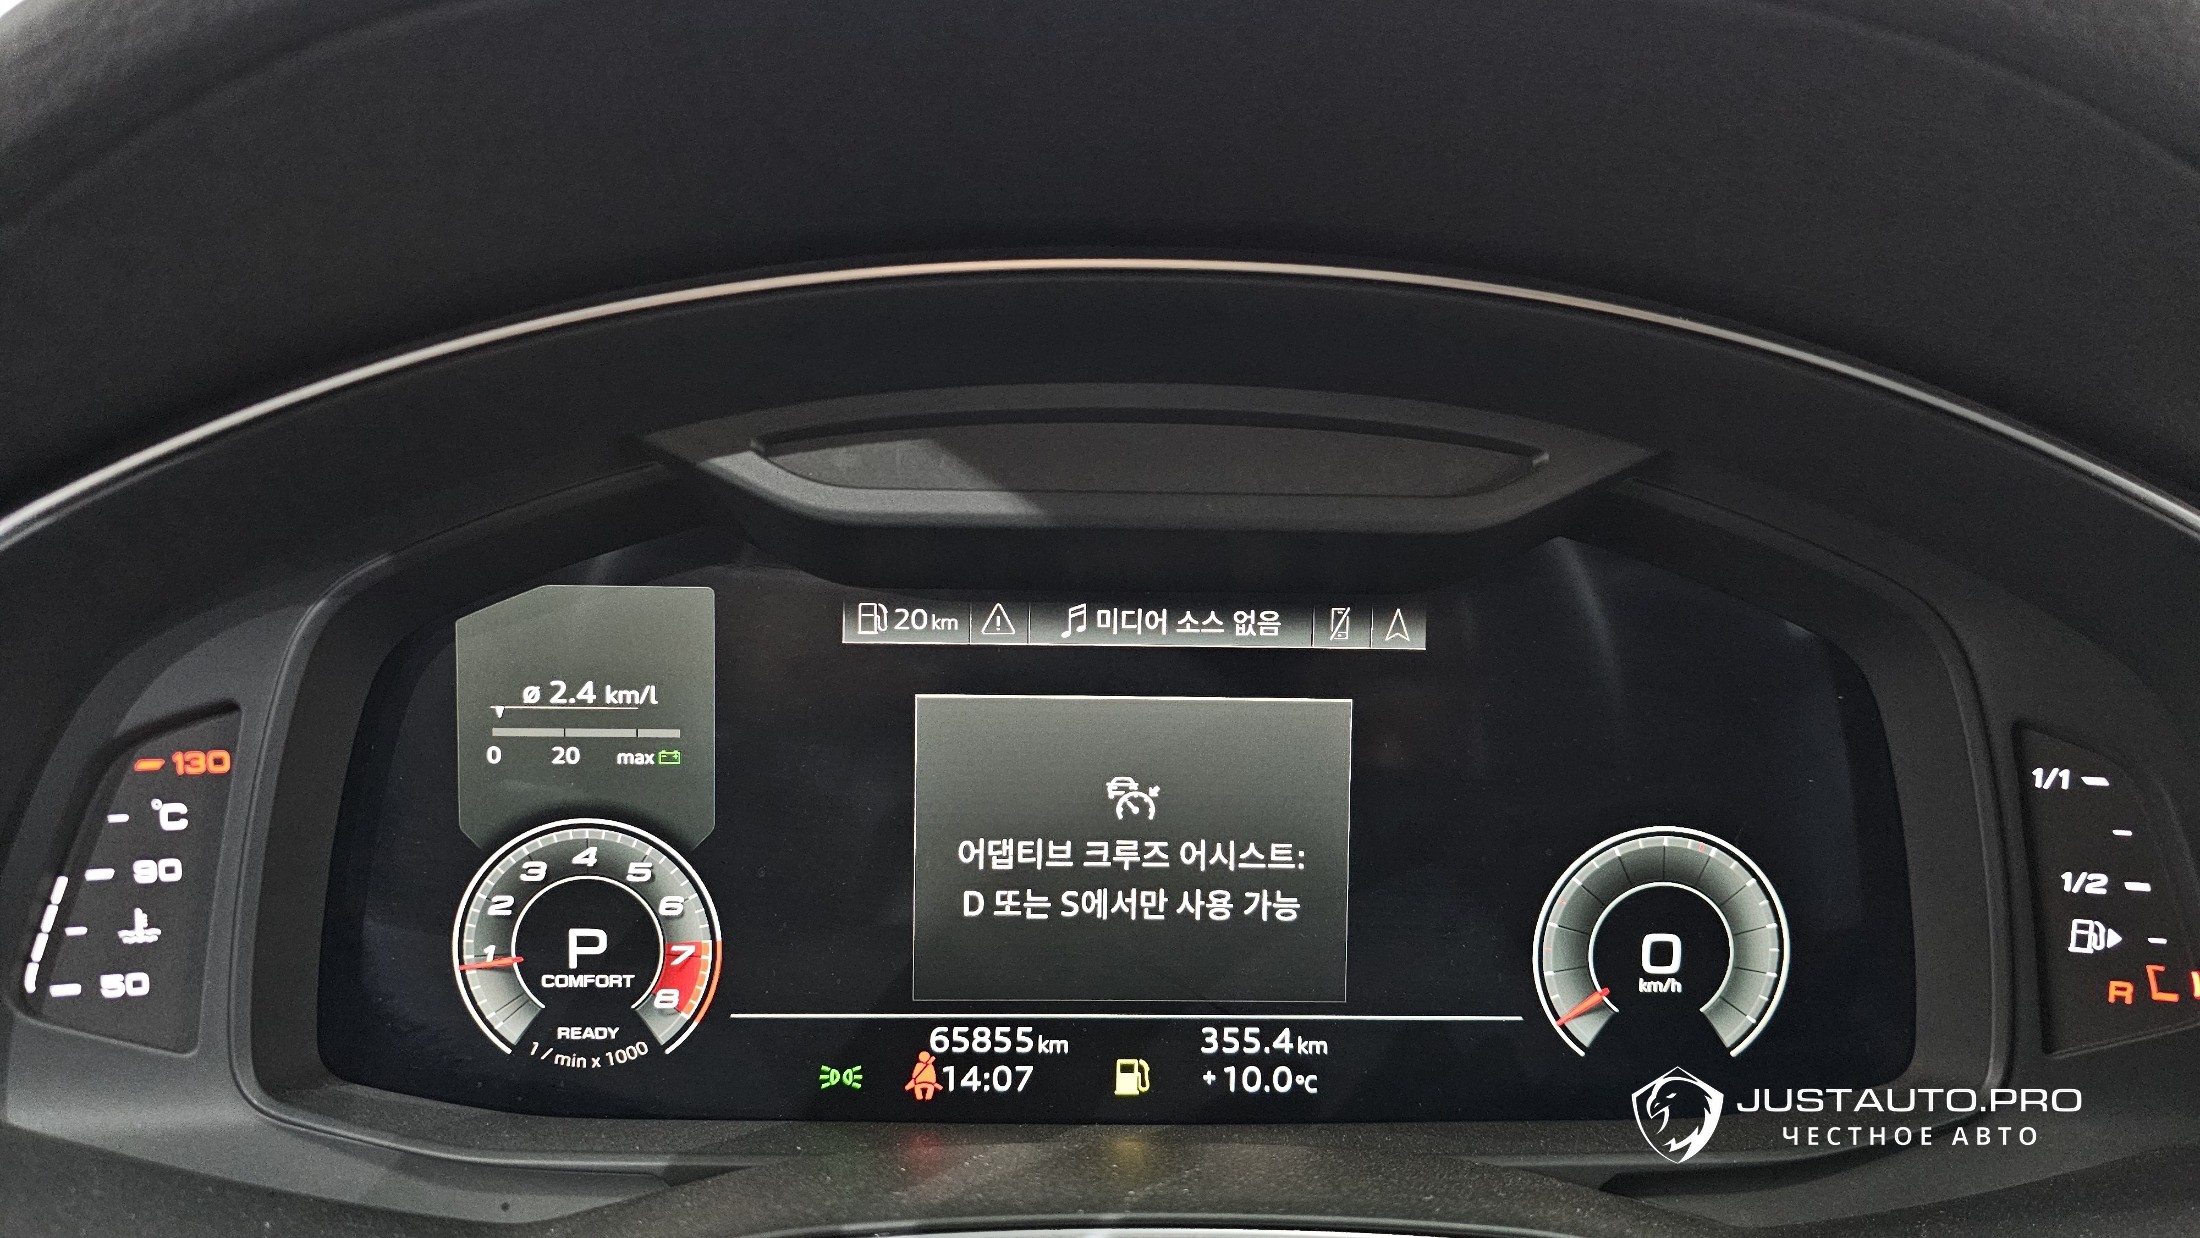 20 km
미디어 소스 없음
ø 2.4 km/l
0 20 max
어댑티브 크루즈 어시스트:
D 또는 S에서만 사용 가능
130
°C
90
50
1 2 3 4 5 6 7 8
P
COMFORT
READY
1 / min x 1000
0
km/h
1/1
1/2
R
65855 km
355.4 km
14:07
+10.0 °C
JUSTAUTO.PRO
ЧЕСТНОЕ АВТО